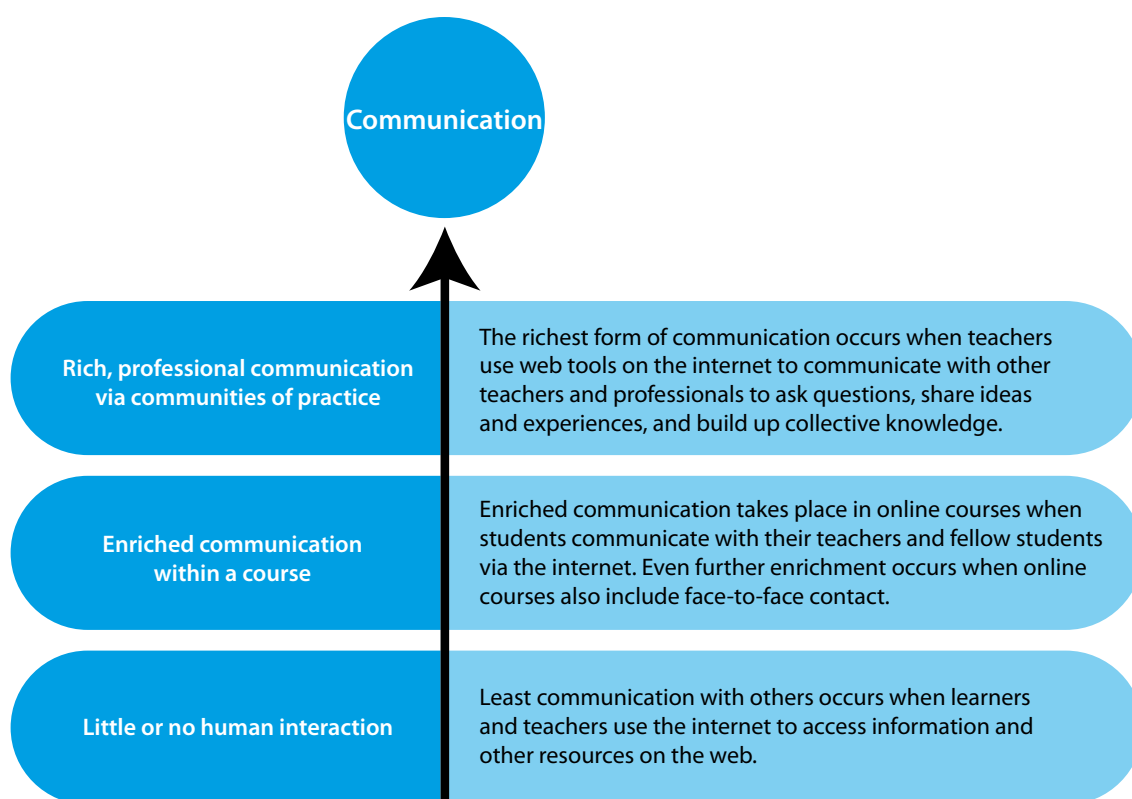 Communication
Rich, professional communication
via communities of practice
The richest form of communication occurs when teachers
use web tools on the internet to communicate with other
teachers and professionals to ask questions, share ideas
and experiences, and build up collective knowledge.
Enriched communication
within a course
Enriched communication takes place in online courses when
students communicate with their teachers and fellow students
via the internet. Even further enrichment occurs when online
courses also include face-to-face contact.
Little or no human interaction
Least communication with others occurs when learners
and teachers use the internet to access information and
other resources on the web.